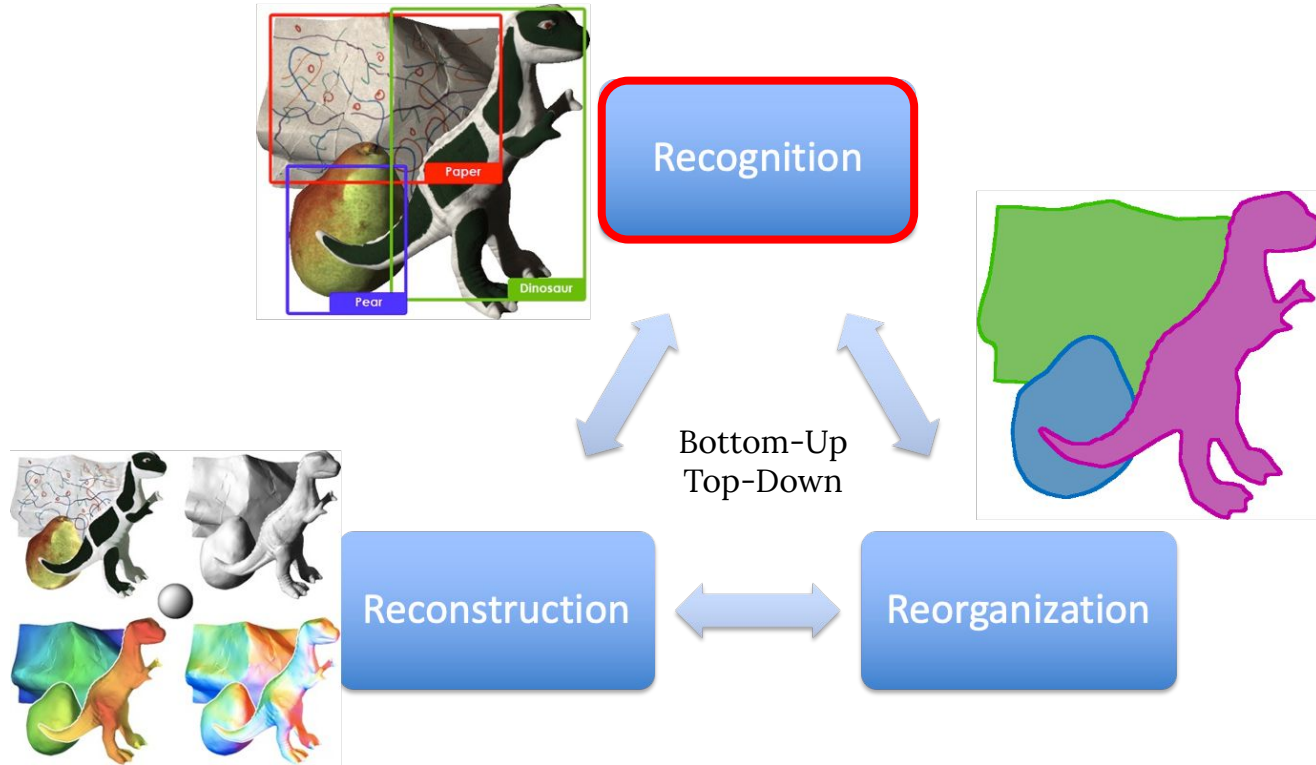 Paper
Recognition
Dinosaur
Pear
Bottom-Up
Top-Down
Reconstruction
Reorganization